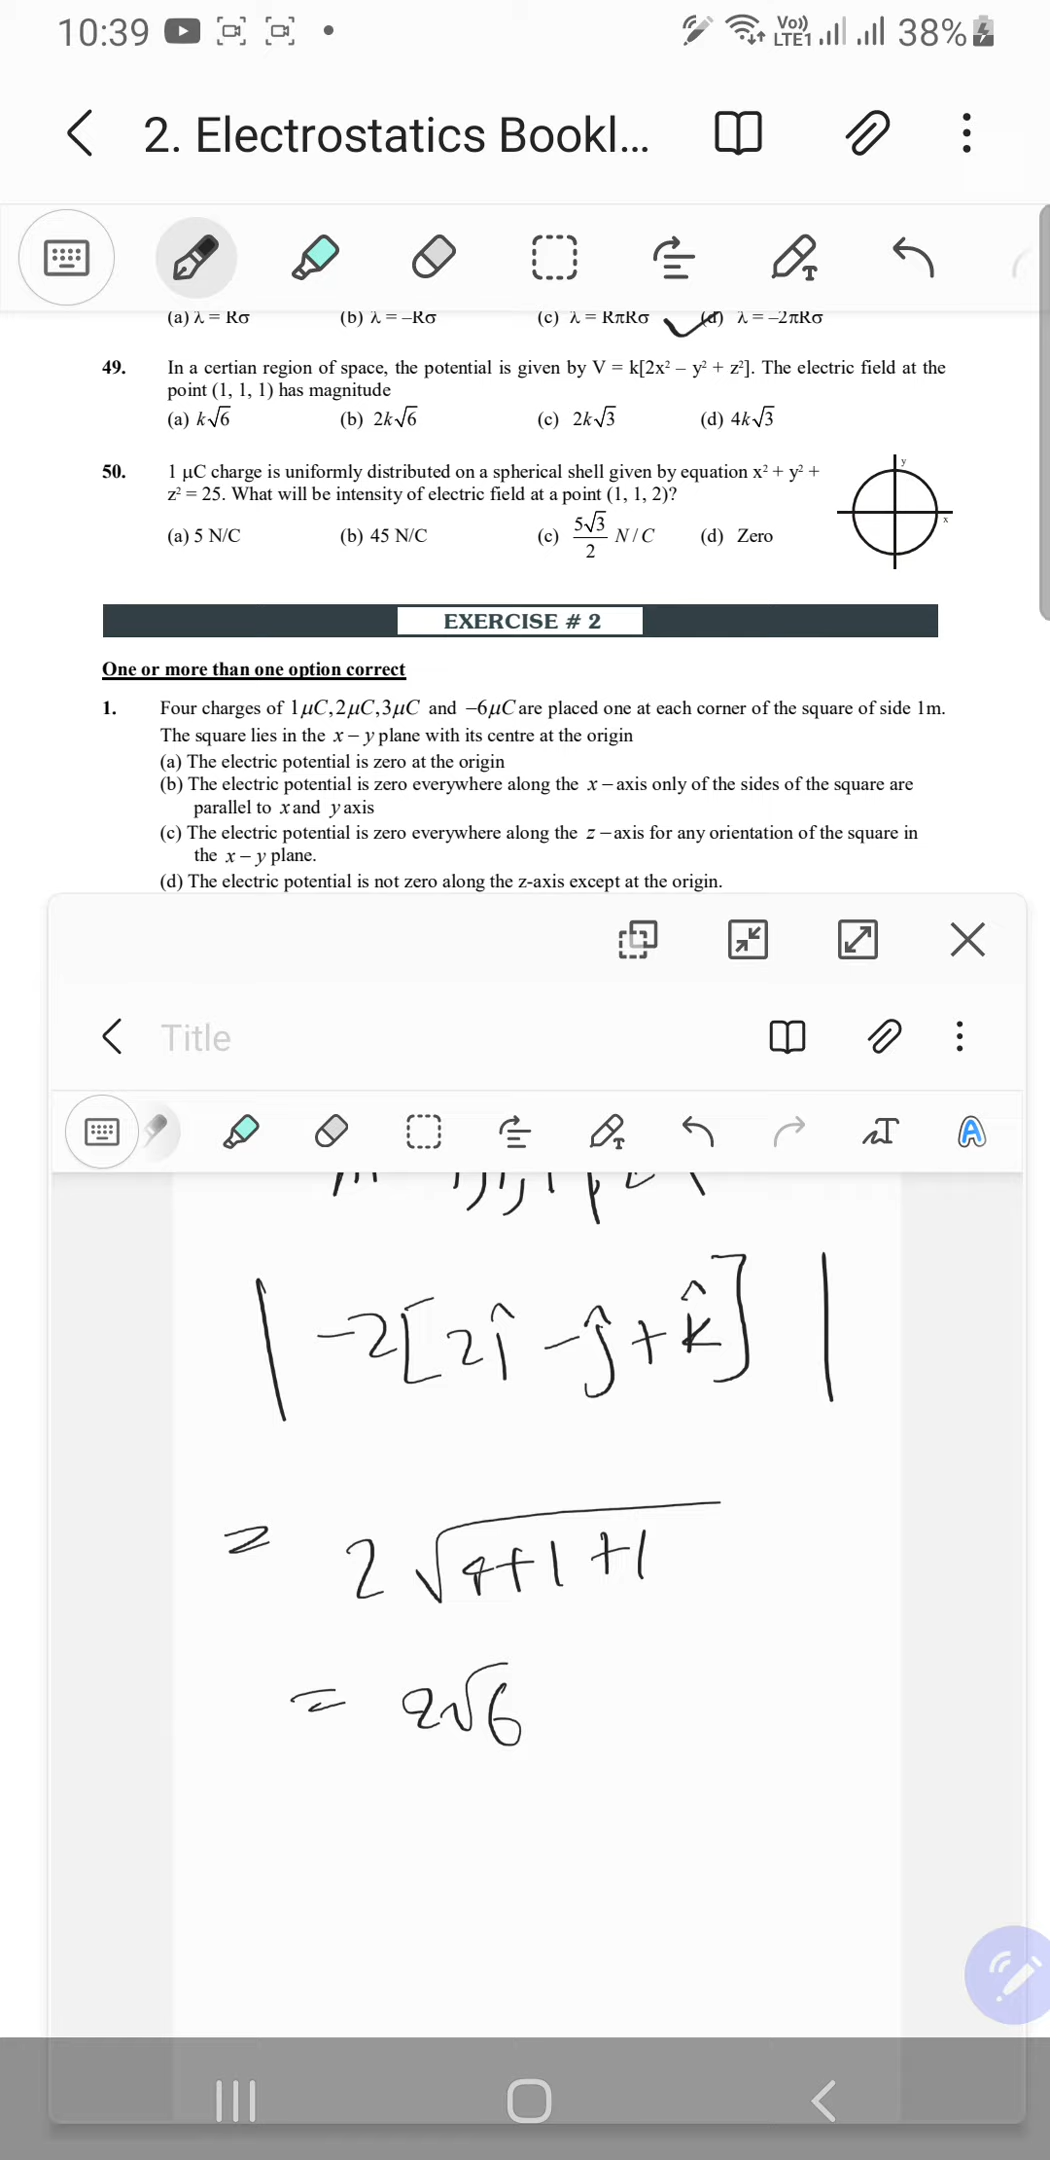 10:39
Vo)) LTE1 38%
2. Electrostatics Bookl...
(a) λ = Rσ (b) λ = –Rσ (c) λ = RπRσ (d) λ = –2πRσ
49. In a certian region of space, the potential is given by V = k[2x² – y² + z²]. The electric field at the
point (1, 1, 1) has magnitude
(a) k√6 (b) 2k√6 (c) 2k√3 (d) 4k√3
50. 1 μC charge is uniformly distributed on a spherical shell given by equation x² + y² +
z² = 25. What will be intensity of electric field at a point (1, 1, 2)?
(a) 5 N/C (b) 45 N/C (c) 5√3/2 N/C (d) Zero
y
x
EXERCISE # 2
One or more than one option correct
1. Four charges of 1μC,2μC,3μC and –6μC are placed one at each corner of the square of side 1m.
The square lies in the x – y plane with its centre at the origin
(a) The electric potential is zero at the origin
(b) The electric potential is zero everywhere along the x – axis only of the sides of the square are
parallel to x and y axis
(c) The electric potential is zero everywhere along the z – axis for any orientation of the square in
the x – y plane.
(d) The electric potential is not zero along the z-axis except at the origin.
Title
| -2[2î - ĵ + k̂] |
= 2√4+1+1
= 2√6